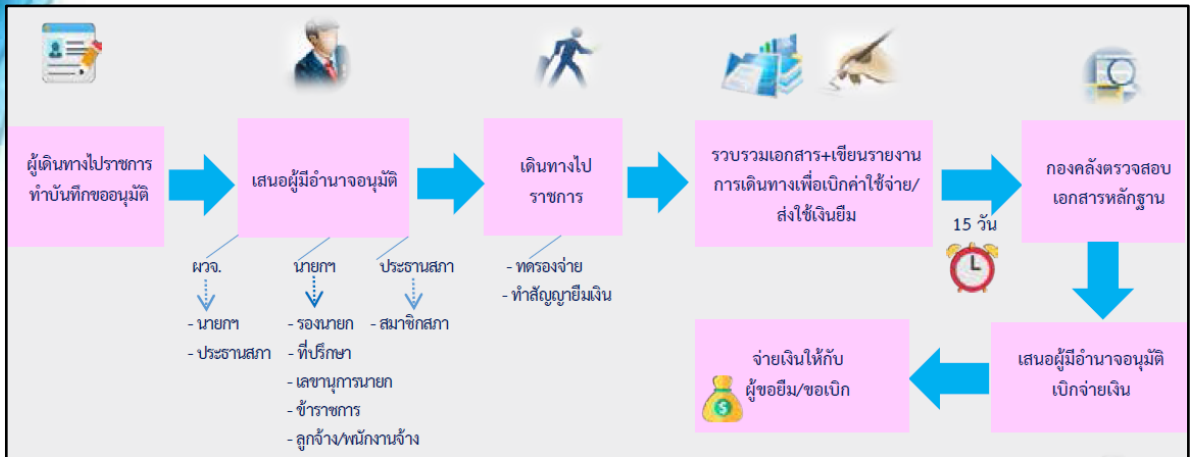 ผู้เดินทางไปราชการ
ทำบันทึกขออนุมัติ
เสนอผู้มีอำนาจอนุมัติ
ผวจ.
- นายกฯ
- ประธานสภา
นายกฯ
- รองนายก
- ที่ปรึกษา
- เลขานุการนายก
- ข้าราชการ
- ลูกจ้าง/พนักงานจ้าง
ประธานสภา
- สมาชิกสภา
เดินทางไป
ราชการ
- ทดรองจ่าย
- ทำสัญญายืมเงิน
รวบรวมเอกสาร+เขียนรายงาน
การเดินทางเพื่อเบิกค่าใช้จ่าย/
ส่งใช้เงินยืม
15 วัน
กองคลังตรวจสอบ
เอกสารหลักฐาน
เสนอผู้มีอำนาจอนุมัติ
เบิกจ่ายเงิน
จ่ายเงินให้กับ
ผู้ขอยืม/ขอเบิก